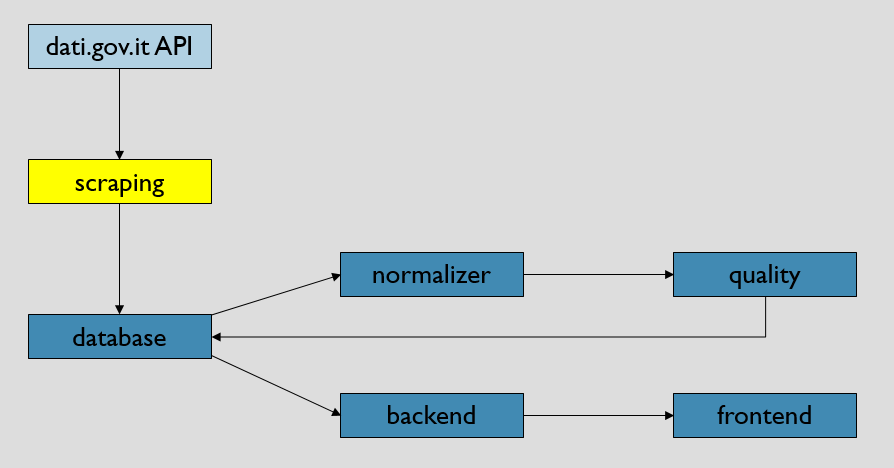 dati.gov.it API
scraping
normalizer
quality
database
backend
frontend